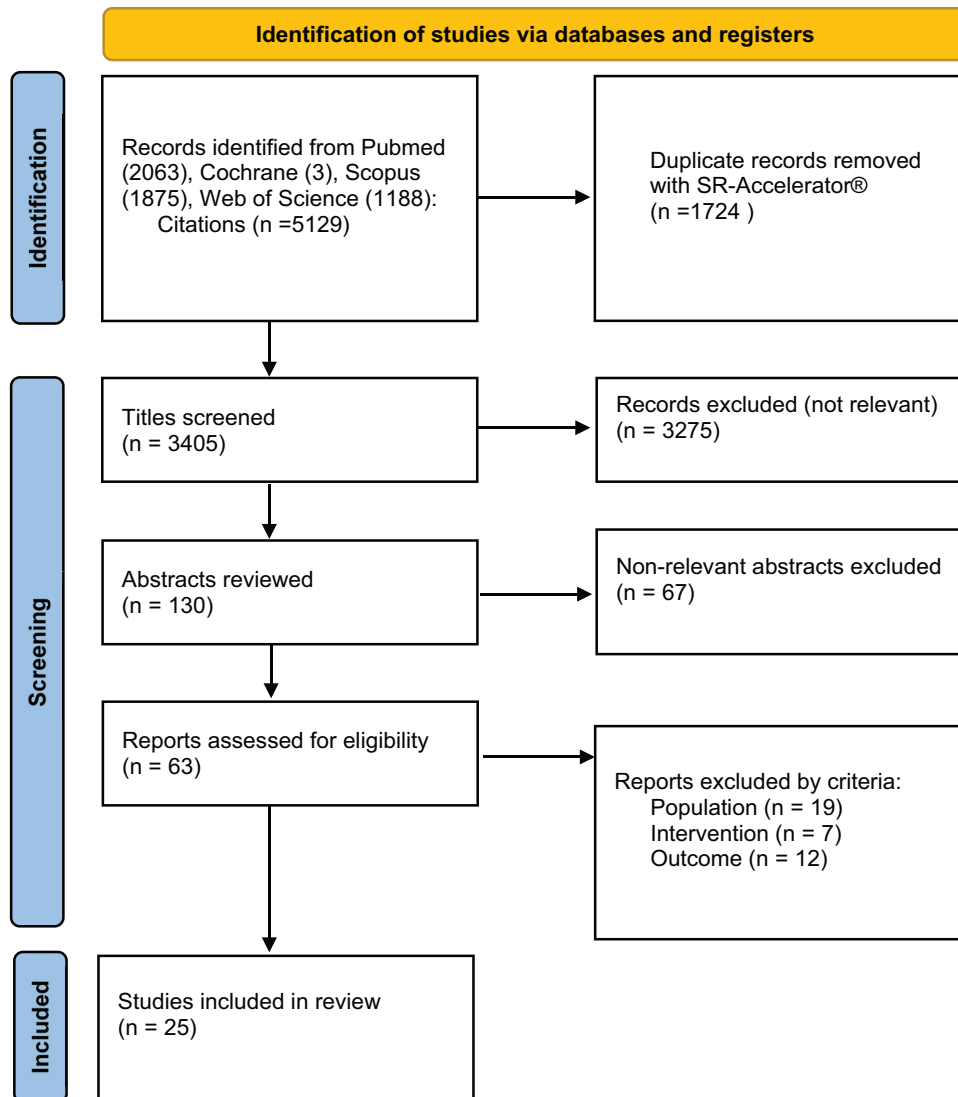 Identification of studies via databases and registers
Identification
Records identified from Pubmed
(2063), Cochrane (3), Scopus
(1875), Web of Science (1188):
Citations (n =5129)
Duplicate records removed
with SR-Accelerator®
(n =1724 )
Screening
Titles screened
(n = 3405)
Records excluded (not relevant)
(n = 3275)
Abstracts reviewed
(n = 130)
Non-relevant abstracts excluded
(n = 67)
Reports assessed for eligibility
(n = 63)
Reports excluded by criteria:
Population (n = 19)
Intervention (n = 7)
Outcome (n = 12)
Included
Studies included in review
(n = 25)